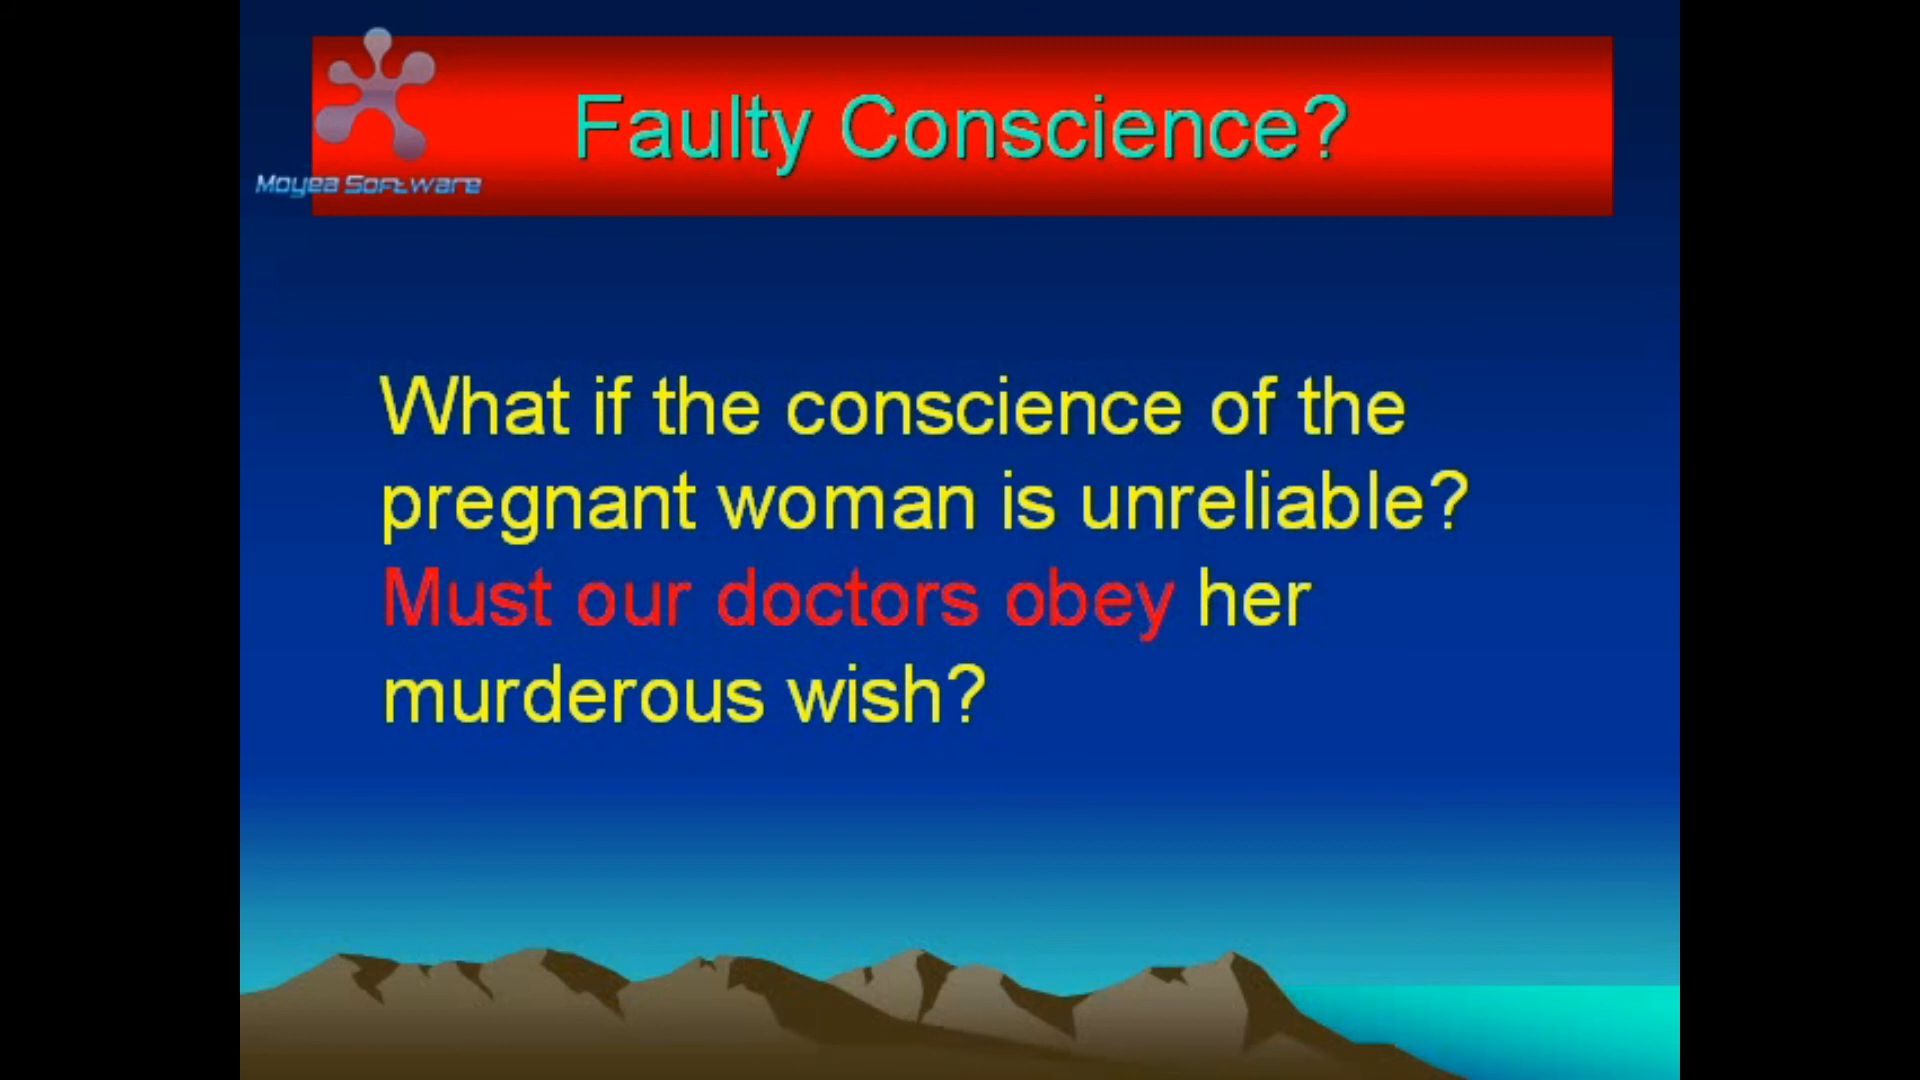 Faulty Conscience?
Moyea Software
What if the conscience of the
pregnant woman is unreliable?
Must our doctors obey her
murderous wish?